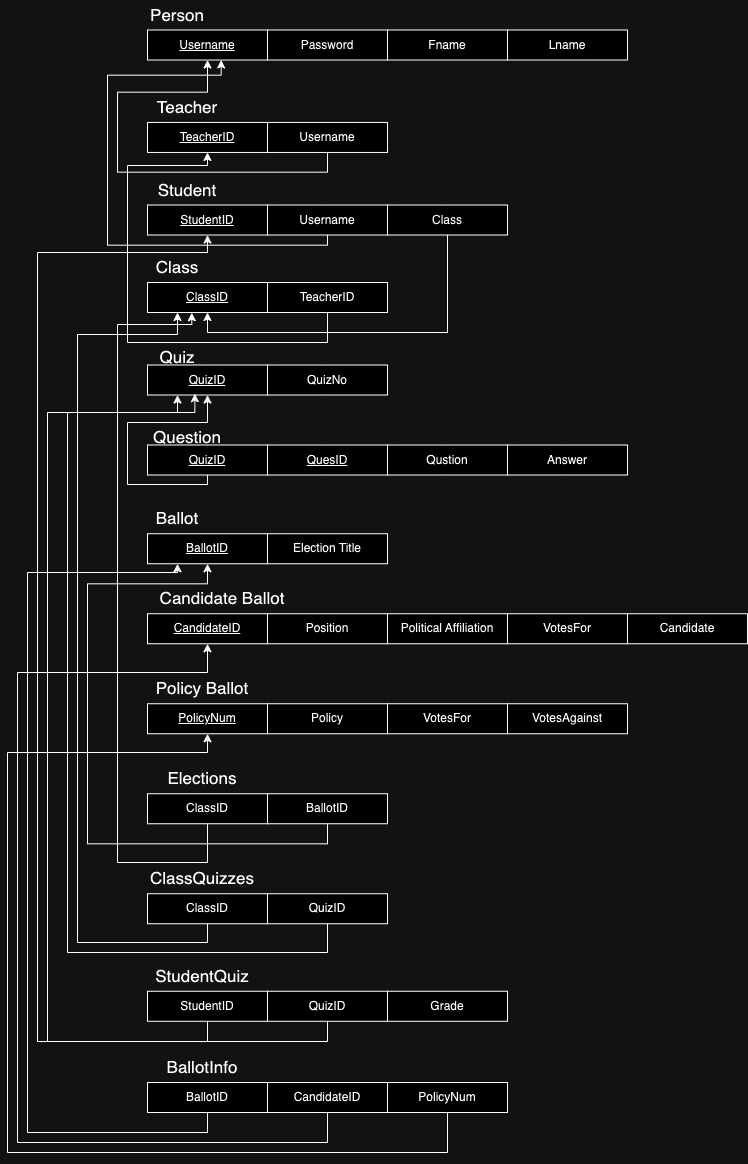 Person
Username Password Fname Lname
Teacher
TeacherID Username
Student
StudentID Username Class
Class
ClassID TeacherID
Quiz
QuizID QuizNo
Question
QuizID QuesID Qustion Answer
Ballot
BallotID Election Title
Candidate Ballot
CandidateID Position Political Affiliation VotesFor Candidate
Policy Ballot
PolicyNum Policy VotesFor VotesAgainst
Elections
ClassID BallotID
ClassQuizzes
ClassID QuizID
StudentQuiz
StudentID QuizID Grade
BallotInfo
BallotID CandidateID PolicyNum